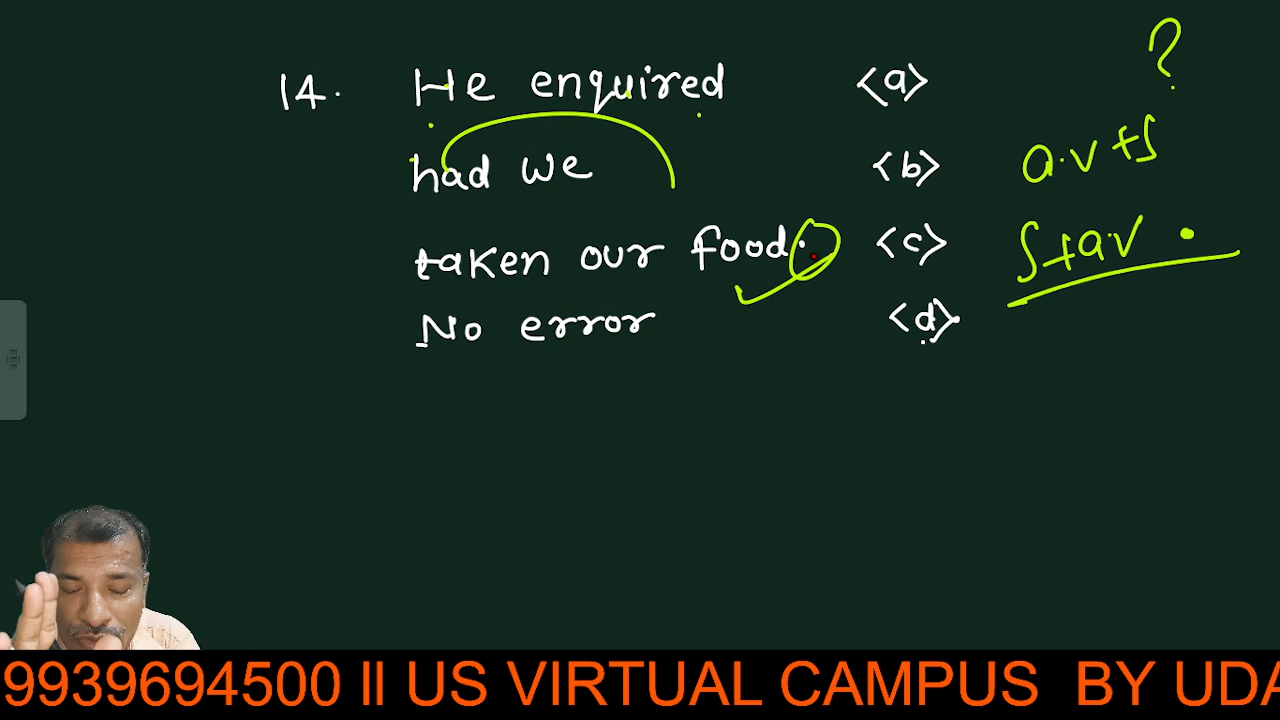 14. He enquired <a>
had we <b>
taken our food. <c>
No error <d>
?
a.v + S
S + a.v .
9939694500 II US VIRTUAL CAMPUS BY UDA